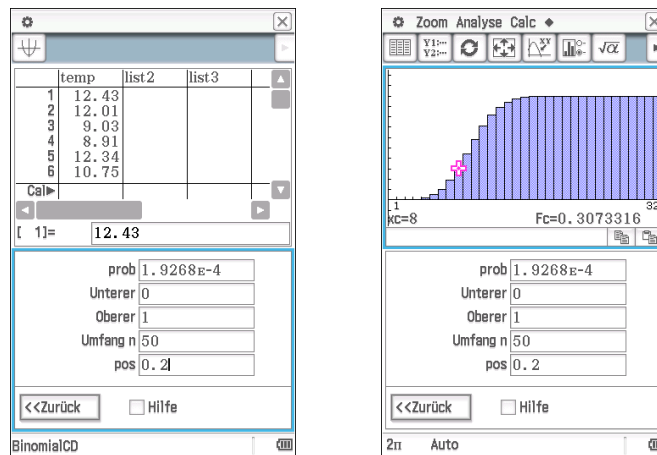 temp list2 list3
1 12.43
2 12.01
3 9.03
4 8.91
5 12.34
6 10.75
Cal▶
[ 1]= 12.43
prob 1.9268E-4
Unterer 0
Oberer 1
Umfang n 50
pos 0.2
<<Zurück Hilfe
BinomialCD
Zoom Analyse Calc ◆
Y1:···
Y2:···
XY
√α
1 32
xc=8 Fc=0.3073316
prob 1.9268E-4
Unterer 0
Oberer 1
Umfang n 50
pos 0.2
<<Zurück Hilfe
2π Auto